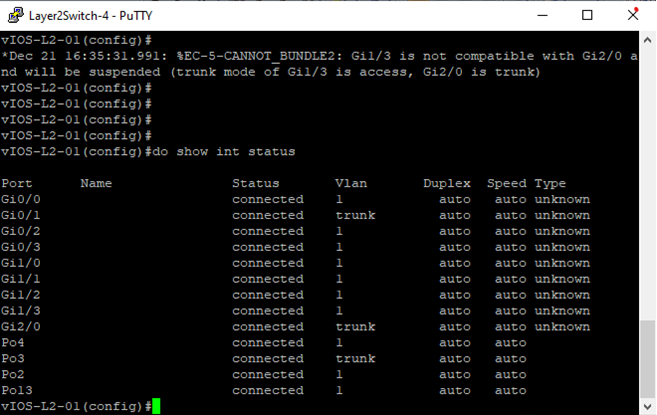 Layer2Switch-4 - PuTTY
vIOS-L2-01(config)#
*Dec 21 16:35:31.991: %EC-5-CANNOT_BUNDLE2: Gi1/3 is not compatible with Gi2/0 a
nd will be suspended (trunk mode of Gi1/3 is access, Gi2/0 is trunk)
vIOS-L2-01(config)#
vIOS-L2-01(config)#
vIOS-L2-01(config)#
vIOS-L2-01(config)#
vIOS-L2-01(config)#do show int status
Port Name Status Vlan Duplex Speed Type
Gi0/0 connected 1 auto auto unknown
Gi0/1 connected trunk auto auto unknown
Gi0/2 connected 1 auto auto unknown
Gi0/3 connected 1 auto auto unknown
Gi1/0 connected 1 auto auto unknown
Gi1/1 connected 1 auto auto unknown
Gi1/2 connected 1 auto auto unknown
Gi1/3 connected 1 auto auto unknown
Gi2/0 connected trunk auto auto unknown
Po4 connected 1 auto auto
Po3 connected trunk auto auto
Po2 connected 1 auto auto
Po13 connected 1 auto auto
vIOS-L2-01(config)#